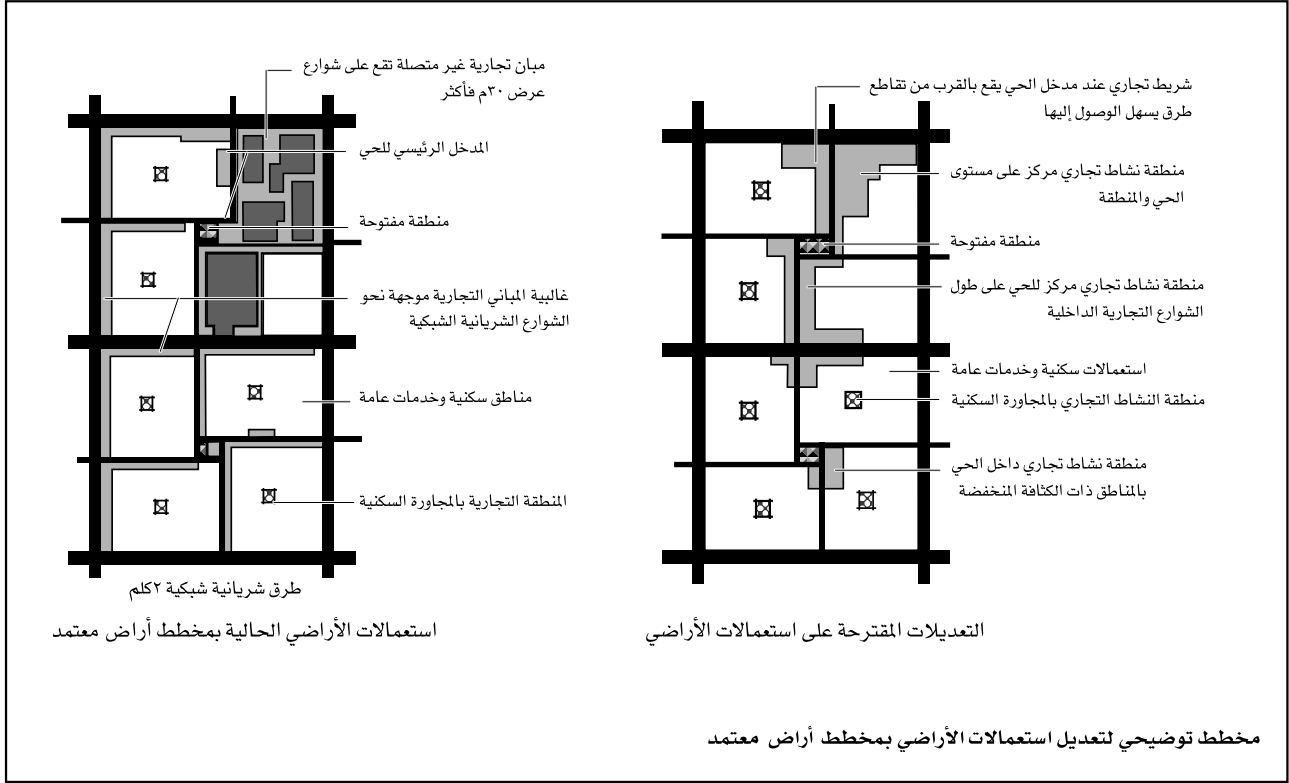 شريط تجاري عند مدخل الحي يقع بالقرب من تقاطع
طرق يسهل الوصول إليها
منطقة نشاط تجاري مركز على مستوى
الحي والمنطقة
منطقة مفتوحة
منطقة نشاط تجاري مركز للحي على طول
الشوارع التجارية الداخلية
استعمالات سكنية وخدمات عامة
منطقة النشاط التجاري بالمجاورة السكنية
منطقة نشاط تجاري داخل الحي
بالمناطق ذات الكثافة المنخفضة
التعديلات المقترحة على استعمالات الأراضي
مبان تجارية غير متصلة تقع على شوارع
عرض ٣٠م فأكثر
المدخل الرئيسي للحي
منطقة مفتوحة
غالبية المباني التجارية موجهة نحو
الشوارع الشريانية الشبكية
مناطق سكنية وخدمات عامة
المنطقة التجارية بالمجاورة السكنية
طرق شريانية شبكية ٢كلم
استعمالات الأراضي الحالية بمخطط أراض معتمد
مخطط توضيحي لتعديل استعمالات الأراضي بمخطط أراض معتمد